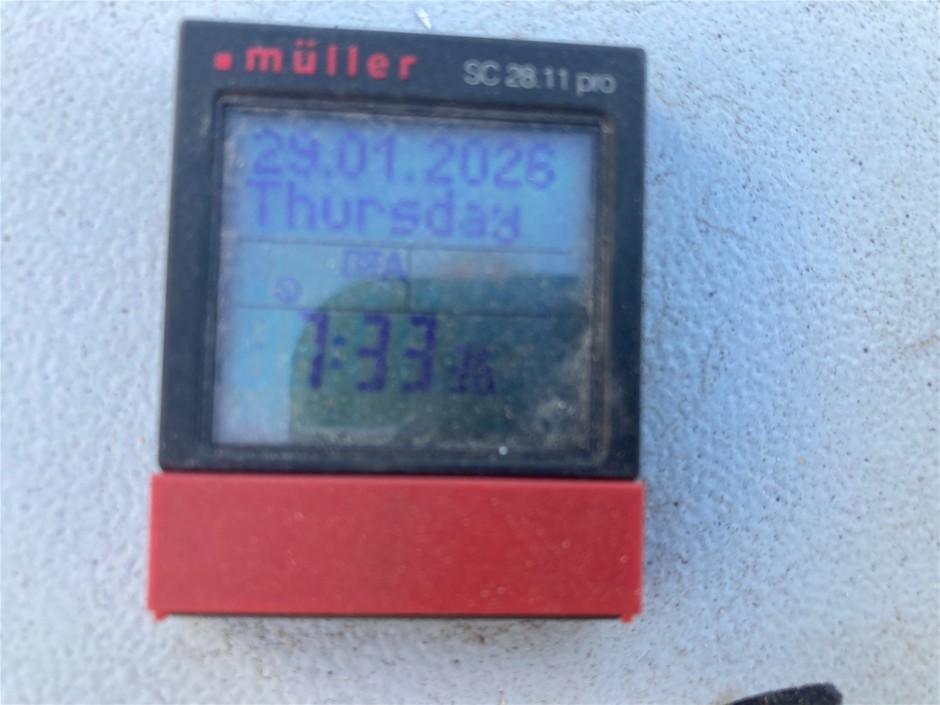 müller
SC 28.11 pro
29.01.2026
Thursday
7:33